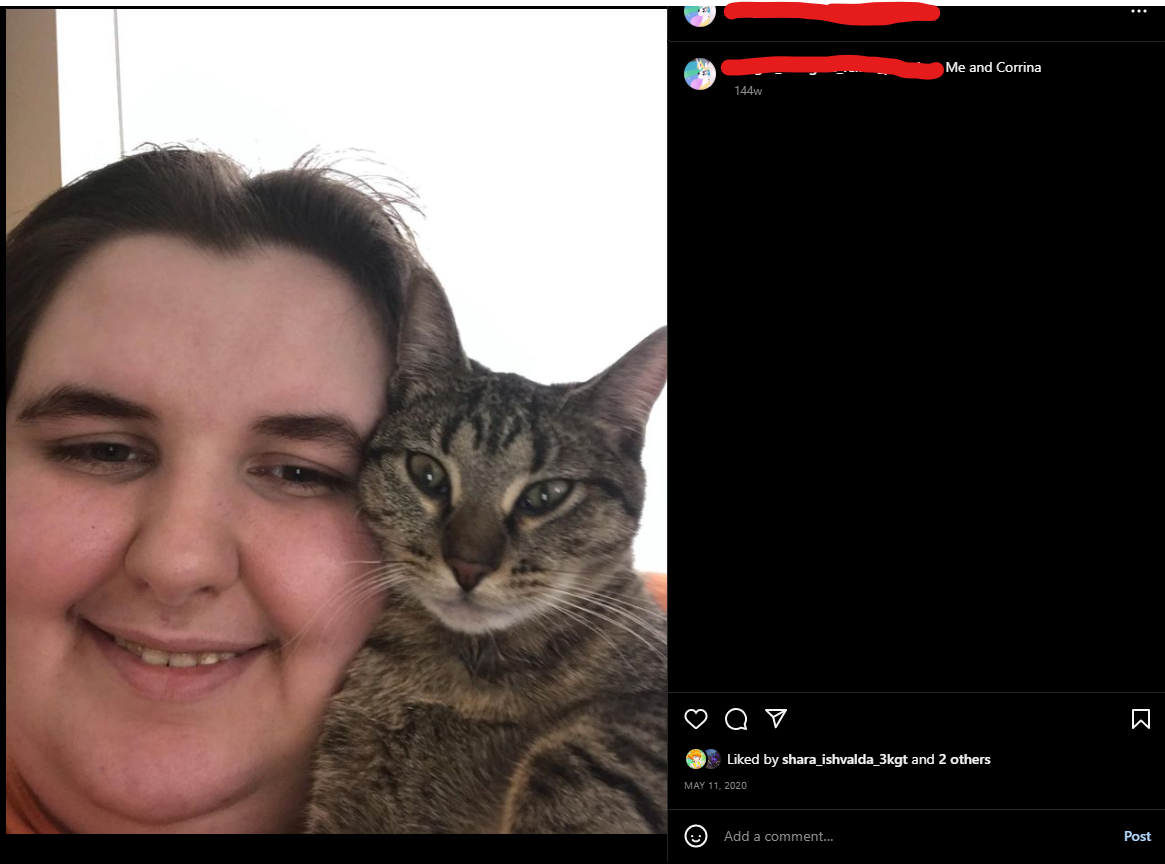 Me and Corrina
144w
Liked by shara_ishvalda_3kgt and 2 others
MAY 11, 2020
Add a comment...
Post